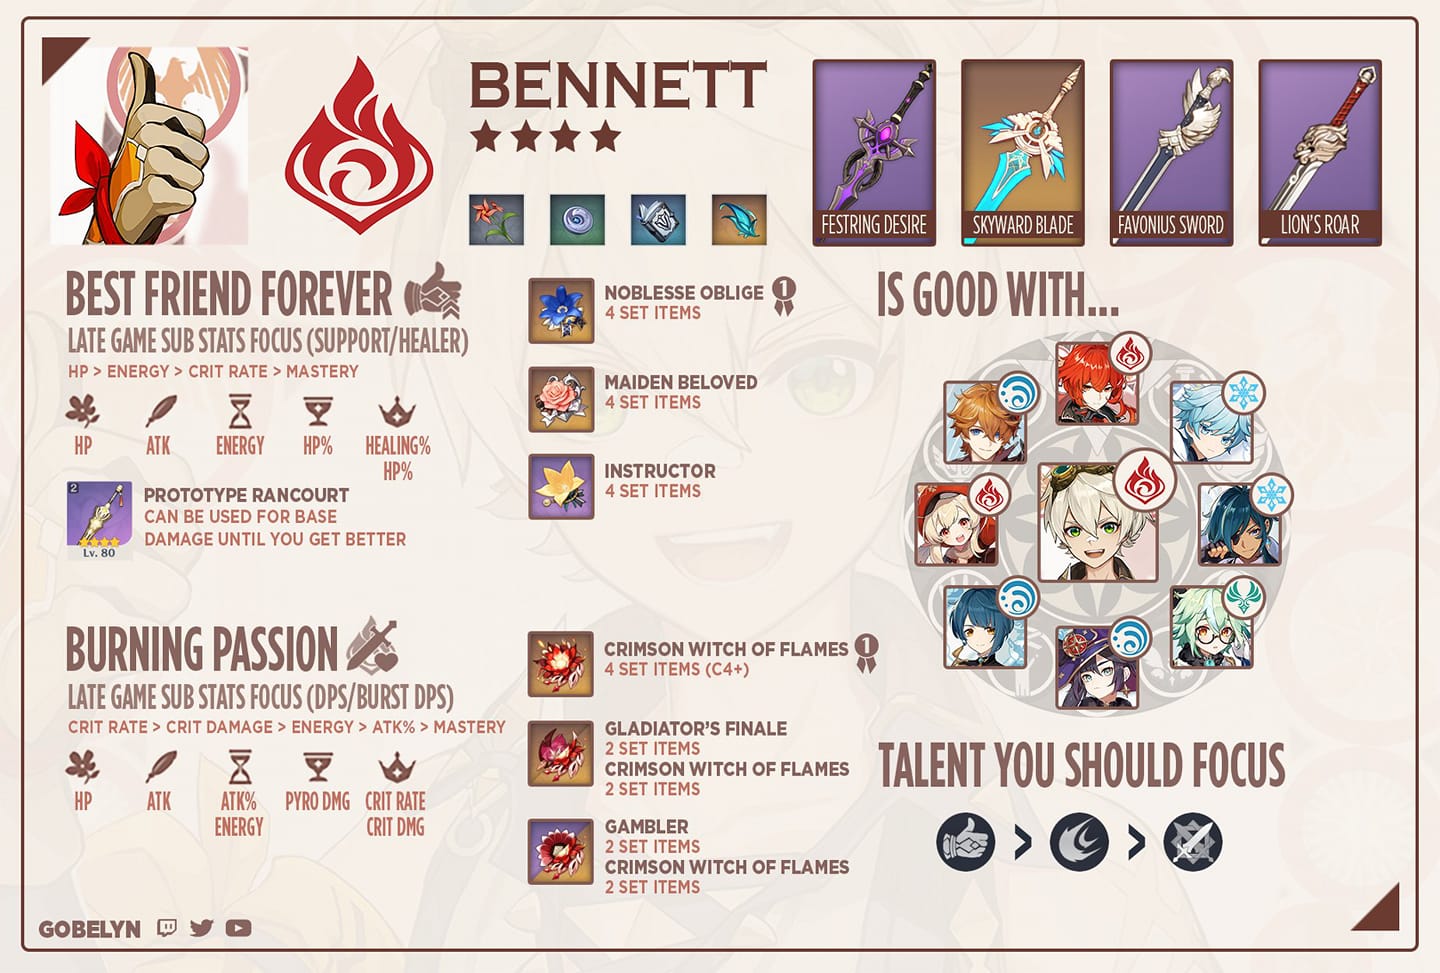 BENNETT
FESTRING DESIRE
SKYWARD BLADE
FAVONIUS SWORD
LION'S ROAR
BEST FRIEND FOREVER
LATE GAME SUB STATS FOCUS (SUPPORT/HEALER)
HP > ENERGY > CRIT RATE > MASTERY
HP
ATK
ENERGY
HP%
HEALING%
HP%
2
Lv. 80
PROTOTYPE RANCOURT
CAN BE USED FOR BASE
DAMAGE UNTIL YOU GET BETTER
NOBLESSE OBLIGE 1
4 SET ITEMS
MAIDEN BELOVED
4 SET ITEMS
INSTRUCTOR
4 SET ITEMS
BURNING PASSION
LATE GAME SUB STATS FOCUS (DPS/BURST DPS)
CRIT RATE > CRIT DAMAGE > ENERGY > ATK% > MASTERY
HP
ATK
ATK%
ENERGY
PYRO DMG
CRIT RATE
CRIT DMG
CRIMSON WITCH OF FLAMES 1
4 SET ITEMS (C4+)
GLADIATOR'S FINALE
2 SET ITEMS
CRIMSON WITCH OF FLAMES
2 SET ITEMS
GAMBLER
2 SET ITEMS
CRIMSON WITCH OF FLAMES
2 SET ITEMS
IS GOOD WITH...
TALENT YOU SHOULD FOCUS
> >
GOBELYN